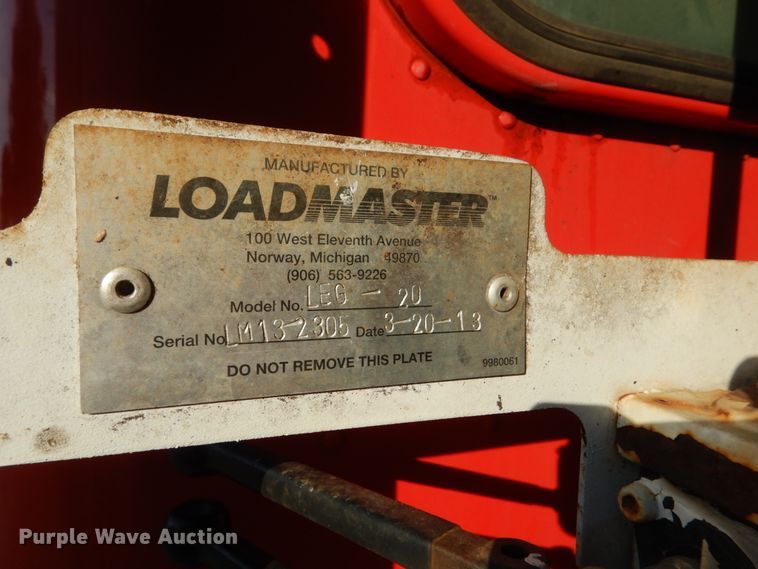 MANUFACTURED BY
LOADMASTER™
100 West Eleventh Avenue
Norway, Michigan 49870
(906) 563-9226
Model No. LEG - 20
Serial No. LM13-2305 Date 3-20-13
DO NOT REMOVE THIS PLATE
9980061
Purple Wave Auction